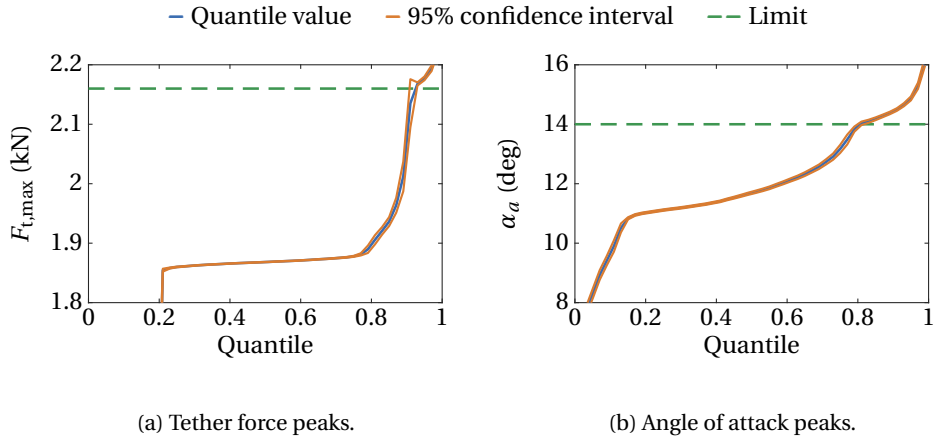 Quantile value 95% confidence interval Limit
2.2
2.1
2
1.9
1.8
F_t,max (kN)
0 0.2 0.4 0.6 0.8 1
Quantile
16
14
12
10
8
α_a (deg)
0 0.2 0.4 0.6 0.8 1
Quantile
(a) Tether force peaks.
(b) Angle of attack peaks.